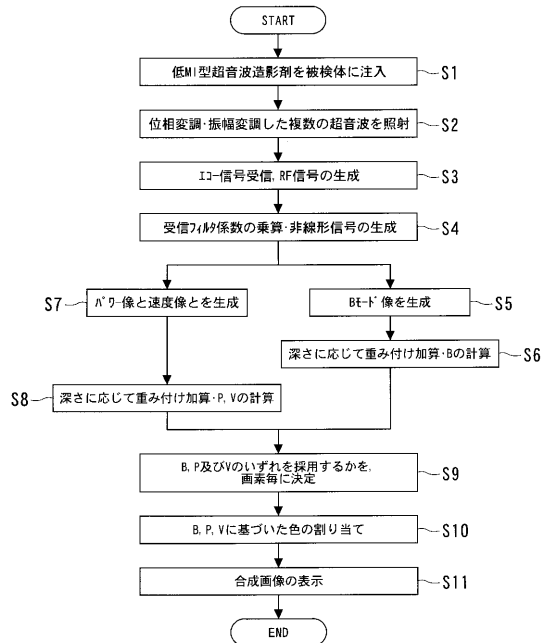 START
低MI型超音波造影剤を被検体に注入
S1
位相変調・振幅変調した複数の超音波を照射
S2
ｴｺｰ信号受信,RF信号の生成
S3
受信ﾌｨﾙﾀ係数の乗算・非線形信号の生成
S4
S7
ﾊﾟﾜｰ像と速度像とを生成
Bﾓｰﾄﾞ像を生成
S5
深さに応じて重み付け加算・Bの計算
S6
S8
深さに応じて重み付け加算・P,Vの計算
B,P及びVのいずれを採用するかを,
画素毎に決定
S9
B,P,Vに基づいた色の割り当て
S10
合成画像の表示
S11
END